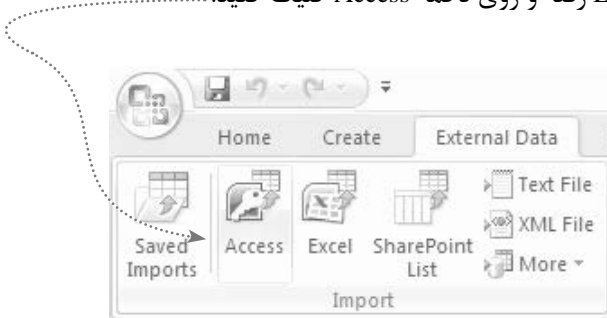 رفته و روی دکمه Access کلیک کنید.
Home Create External Data
Saved Imports
Access
Excel
SharePoint List
Text File
XML File
More
Import